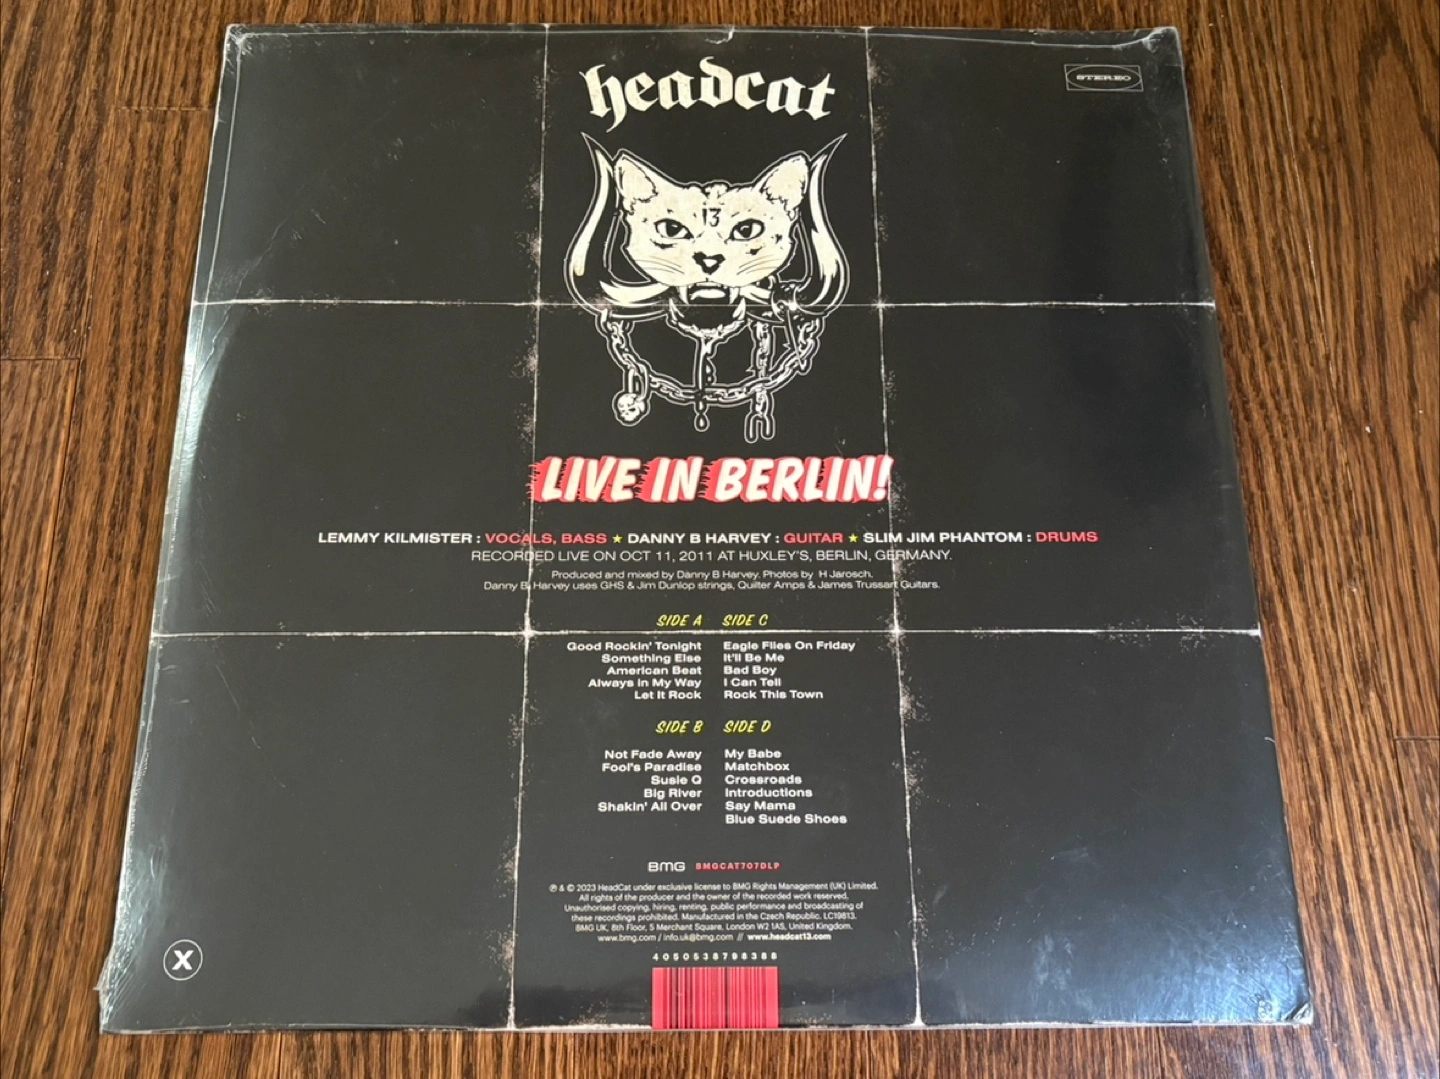 headcat
STEREO
13
LIVE IN BERLIN!
LEMMY KILMISTER : VOCALS, BASS ★ DANNY B HARVEY : GUITAR ★ SLIM JIM PHANTOM : DRUMS
RECORDED LIVE ON OCT 11, 2011 AT HUXLEY'S, BERLIN, GERMANY.
Produced and mixed by Danny B Harvey. Photos by H Jarosch.
Danny B Harvey uses GHS & Jim Dunlop strings, Quilter Amps & James Trussart Guitars.
SIDE A
Good Rockin' Tonight
Something Else
American Beat
Always in My Way
Let It Rock
SIDE B
Not Fade Away
Fool's Paradise
Susie Q
Big River
Shakin' All Over
SIDE C
Eagle Flies On Friday
It'll Be Me
Bad Boy
I Can Tell
Rock This Town
SIDE D
My Babe
Matchbox
Crossroads
Introductions
Say Mama
Blue Suede Shoes
BMG BMGCAT707DLP
℗ & © 2023 HeadCat under exclusive license to BMG Rights Management (UK) Limited.
All rights of the producer and the owner of the recorded work reserved.
Unauthorised copying, hiring, renting, public performance and broadcasting of
these recordings prohibited. Manufactured in the Czech Republic. LC19813.
BMG UK, 8th Floor, 5 Merchant Square, London W2 1AS, United Kingdom.
www.bmg.com / info.uk@bmg.com // www.headcat13.com
X
4050538798388